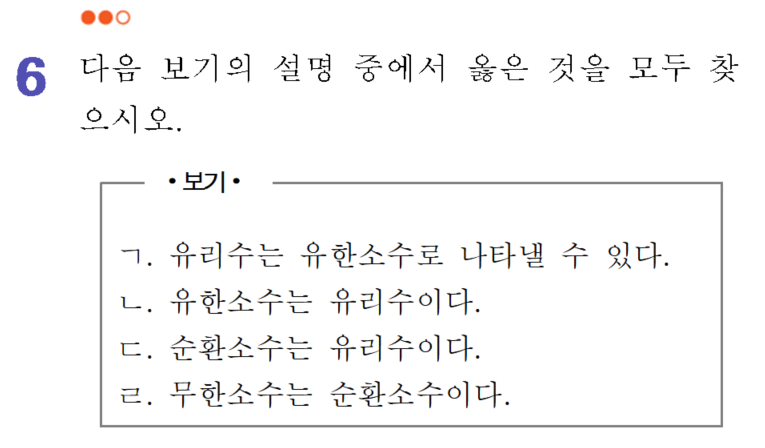 6 다음 보기의 설명 중에서 옳은 것을 모두 찾
으시오.
•보기•
ㄱ. 유리수는 유한소수로 나타낼 수 있다.
ㄴ. 유한소수는 유리수이다.
ㄷ. 순환소수는 유리수이다.
ㄹ. 무한소수는 순환소수이다.